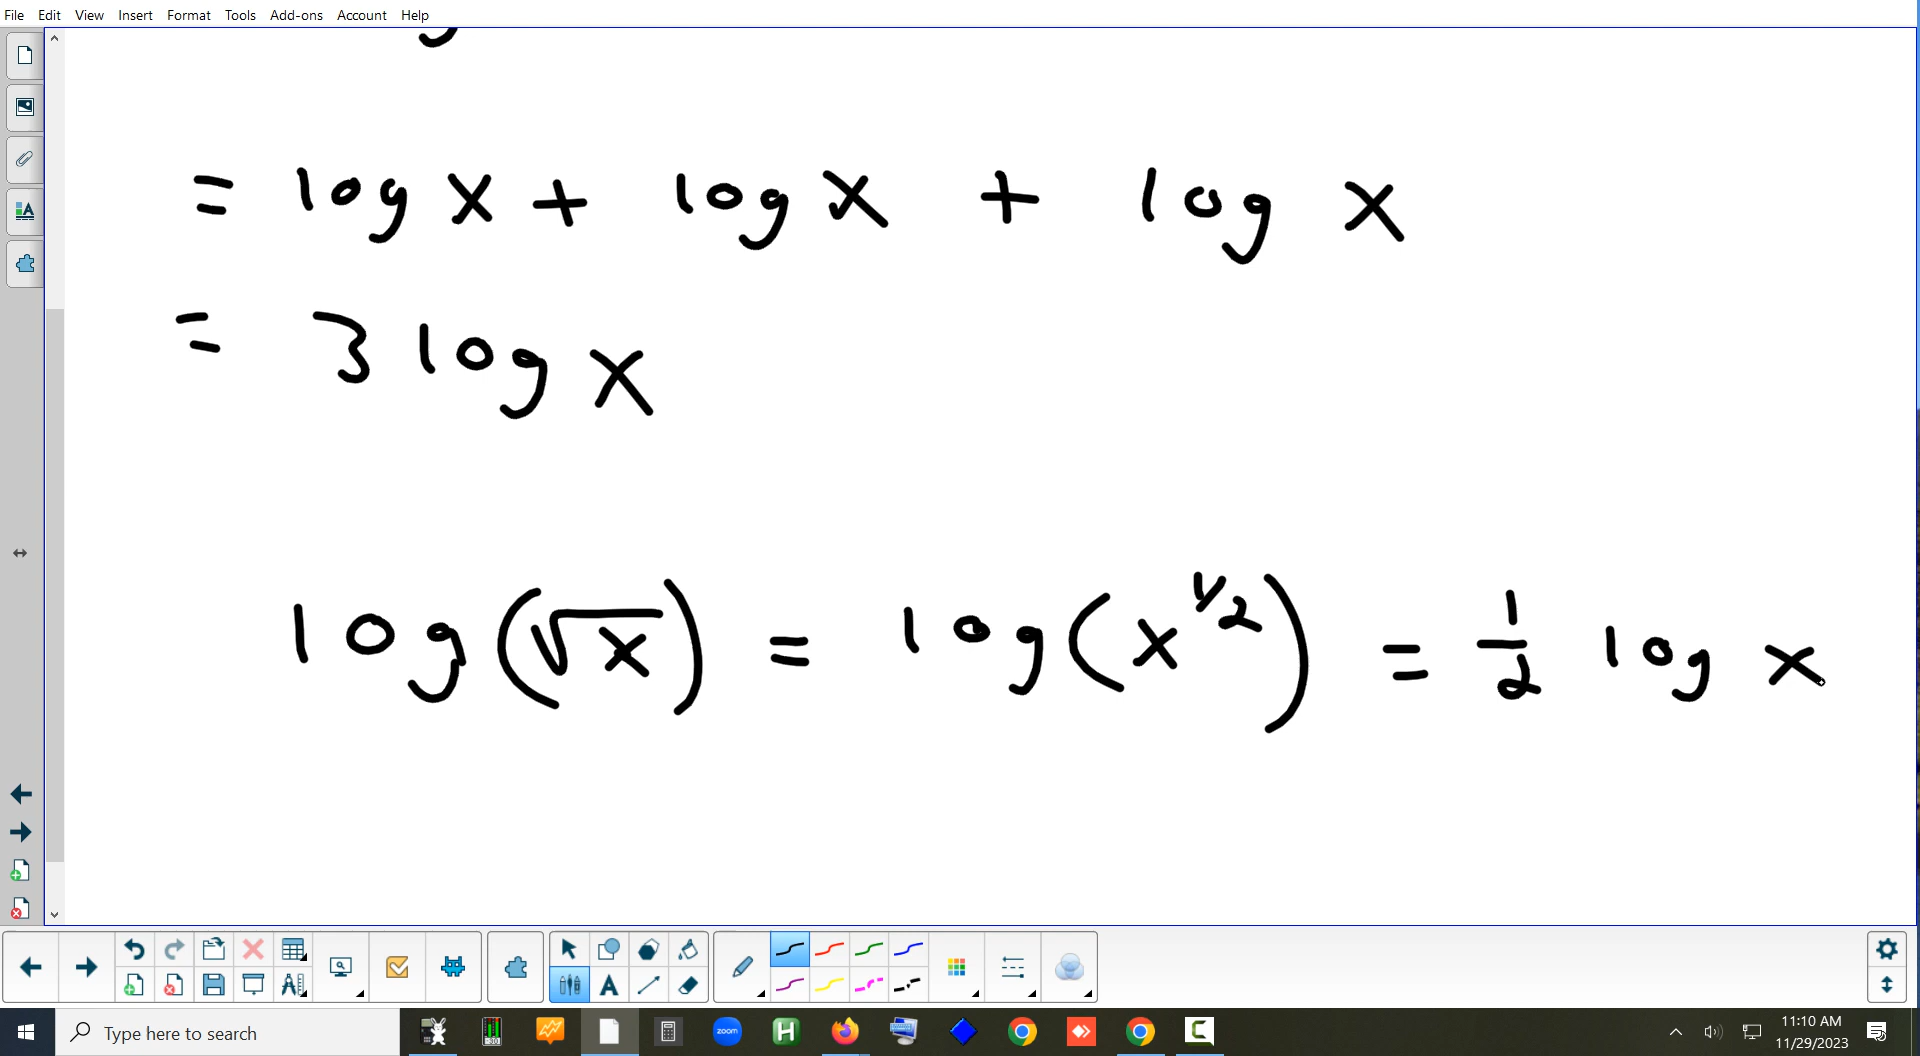 File Edit View Insert Format Tools Add-ons Account Help
= log x + log x + log x
= 3 log x
log(√x) = log(x^1/2) = 1/2 log x
Type here to search
zoom
11:10 AM
11/29/2023